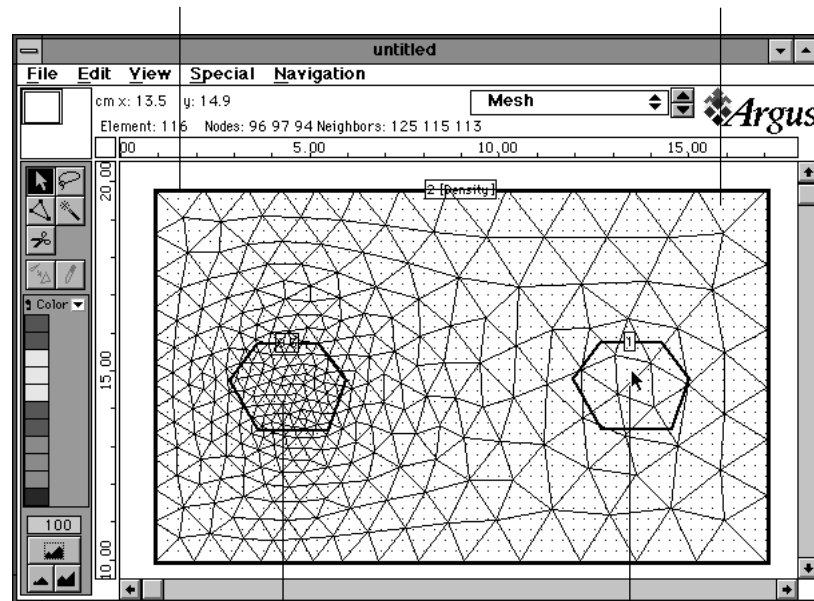 untitled
File Edit View Special Navigation
cm x: 13.5 y: 14.9
Mesh
Argus
Element: 116 Nodes: 96 97 94 Neighbors: 125 115 113
00 5.00 10.00 15.00
20.00
2 [Density]
Color
1
15.00
100
10.00